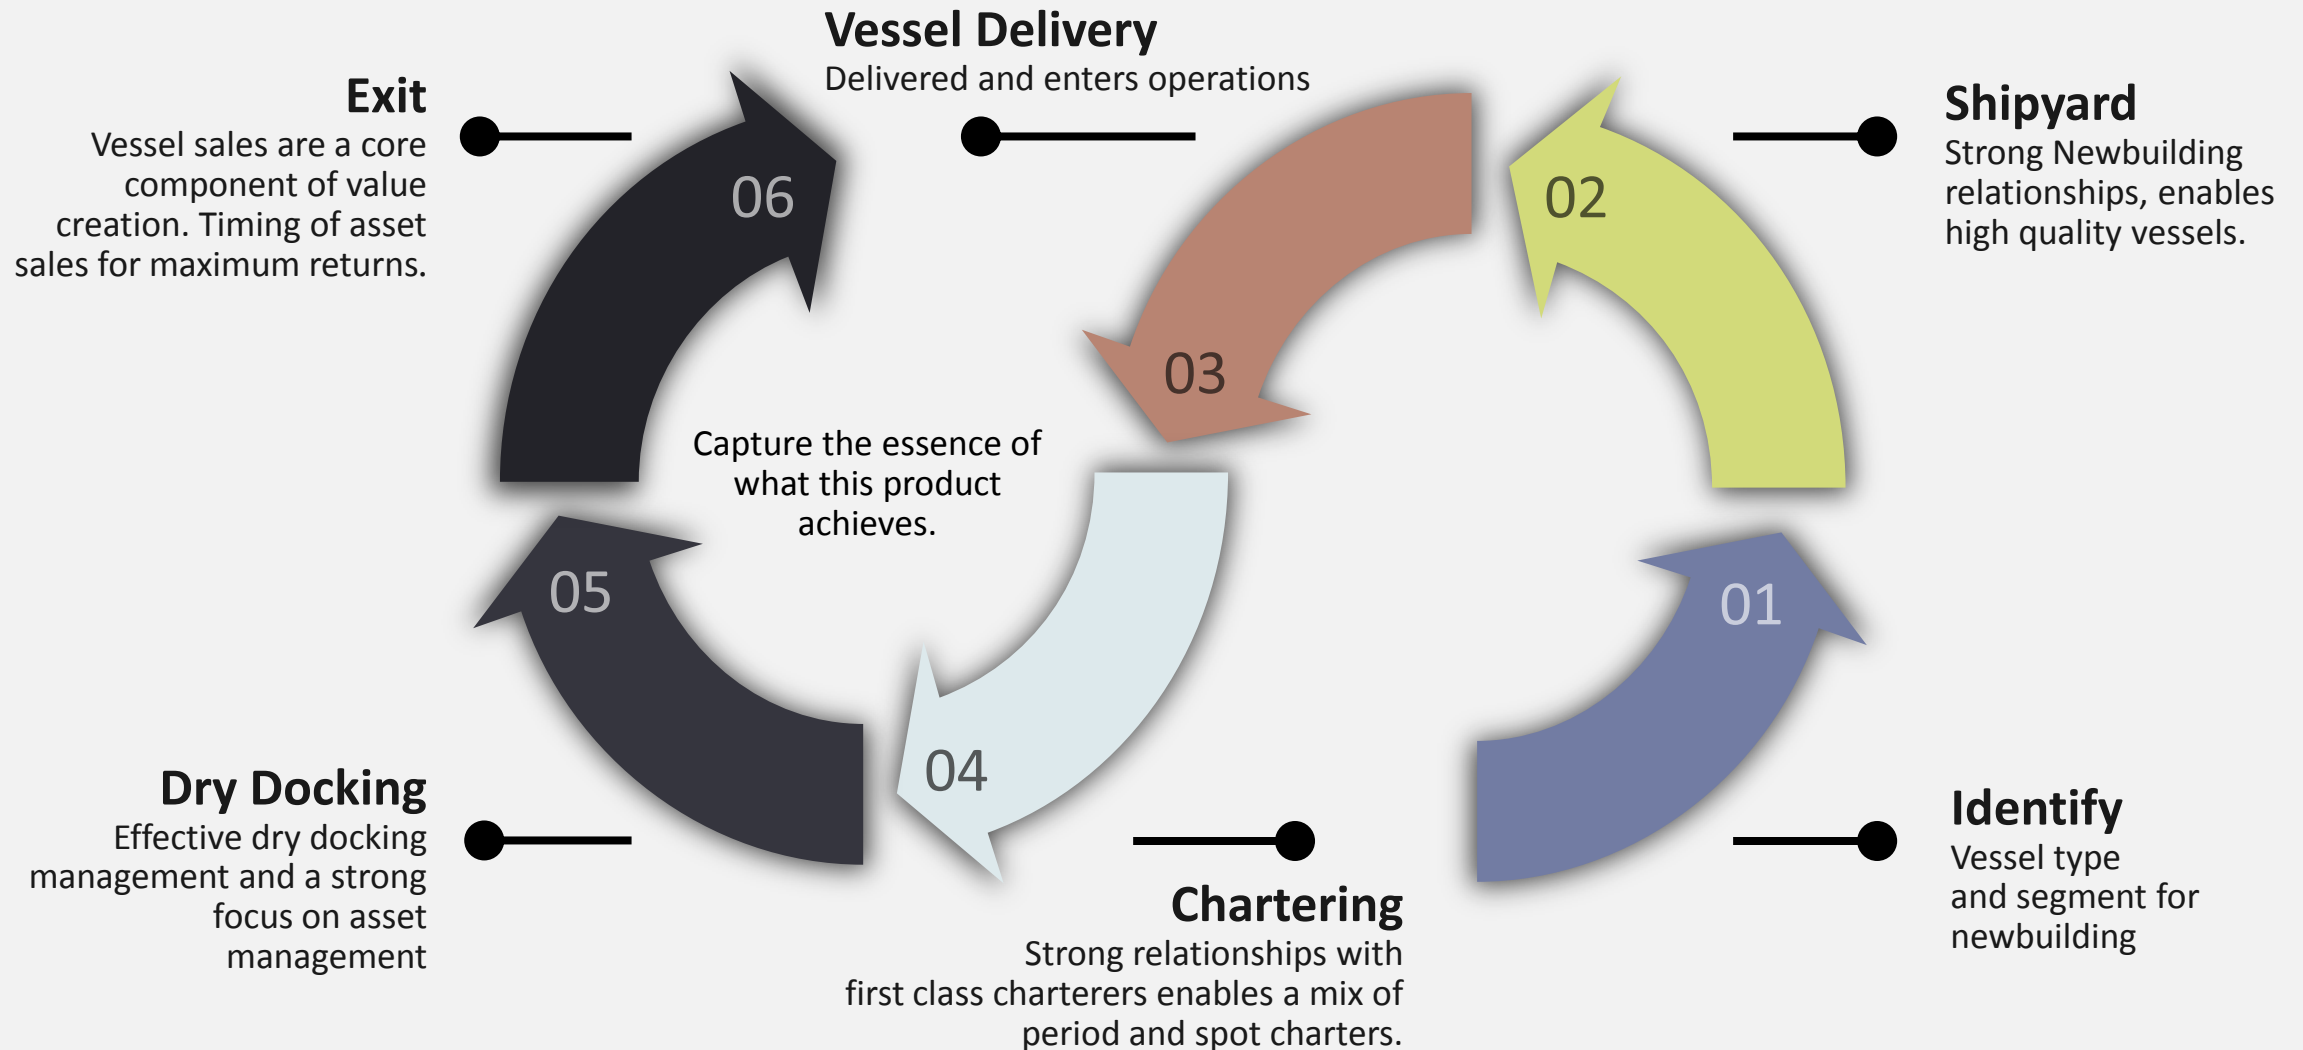 Vessel Delivery
Delivered and enters operations
Exit
Vessel sales are a core
component of value
creation. Timing of asset
sales for maximum returns.
Shipyard
Strong Newbuilding
relationships, enables
high quality vessels.
06
02
03
Capture the essence of
what this product
achieves.
05
01
04
Dry Docking
Effective dry docking
management and a strong
focus on asset
management
Chartering
Strong relationships with
first class charterers enables a mix of
period and spot charters.
Identify
Vessel type
and segment for
newbuilding